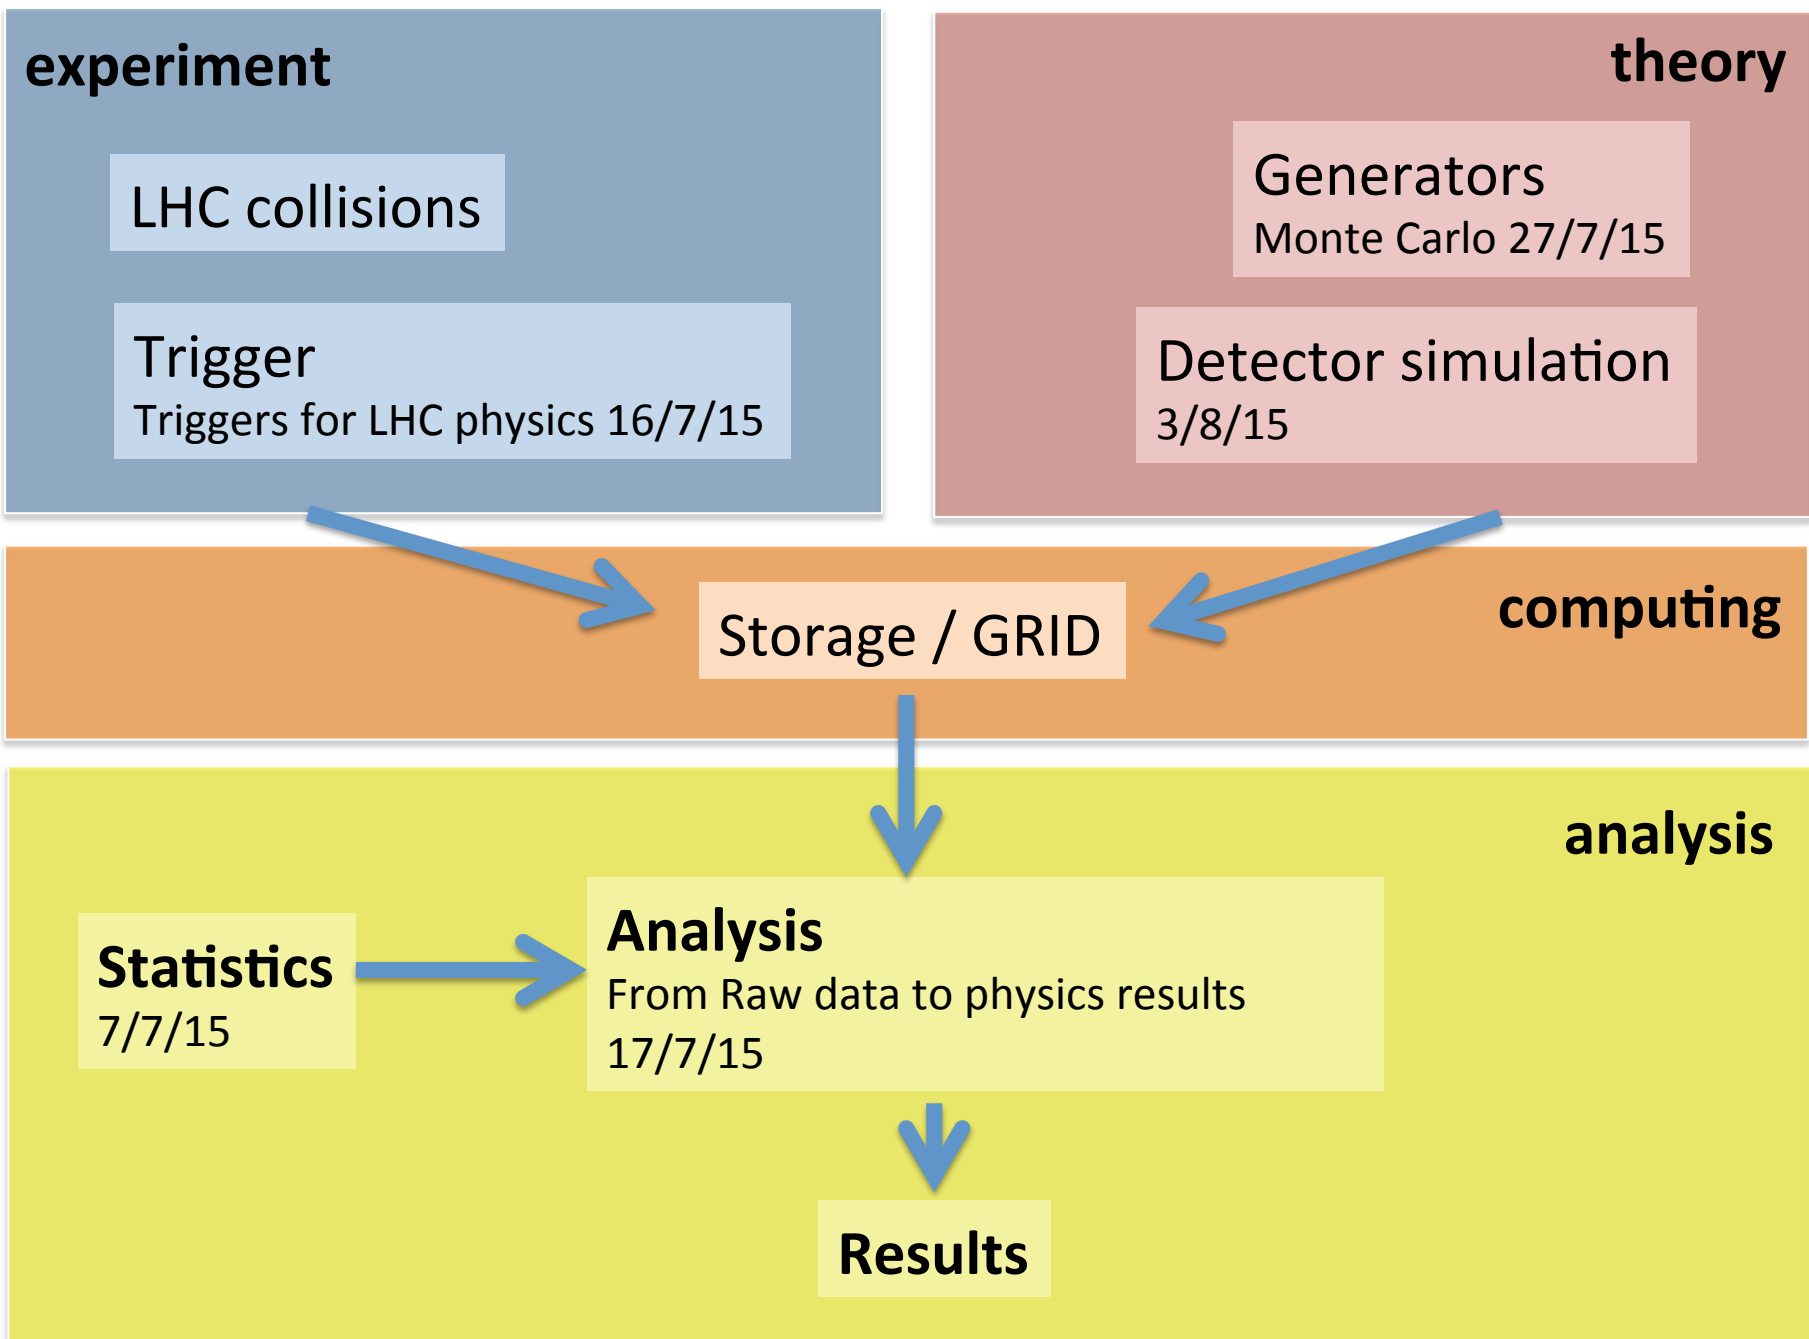 experiment
LHC collisions
Trigger
Triggers for LHC physics 16/7/15
theory
Generators
Monte Carlo 27/7/15
Detector simulation
3/8/15
computing
Storage / GRID
analysis
Statistics
7/7/15
Analysis
From Raw data to physics results
17/7/15
Results